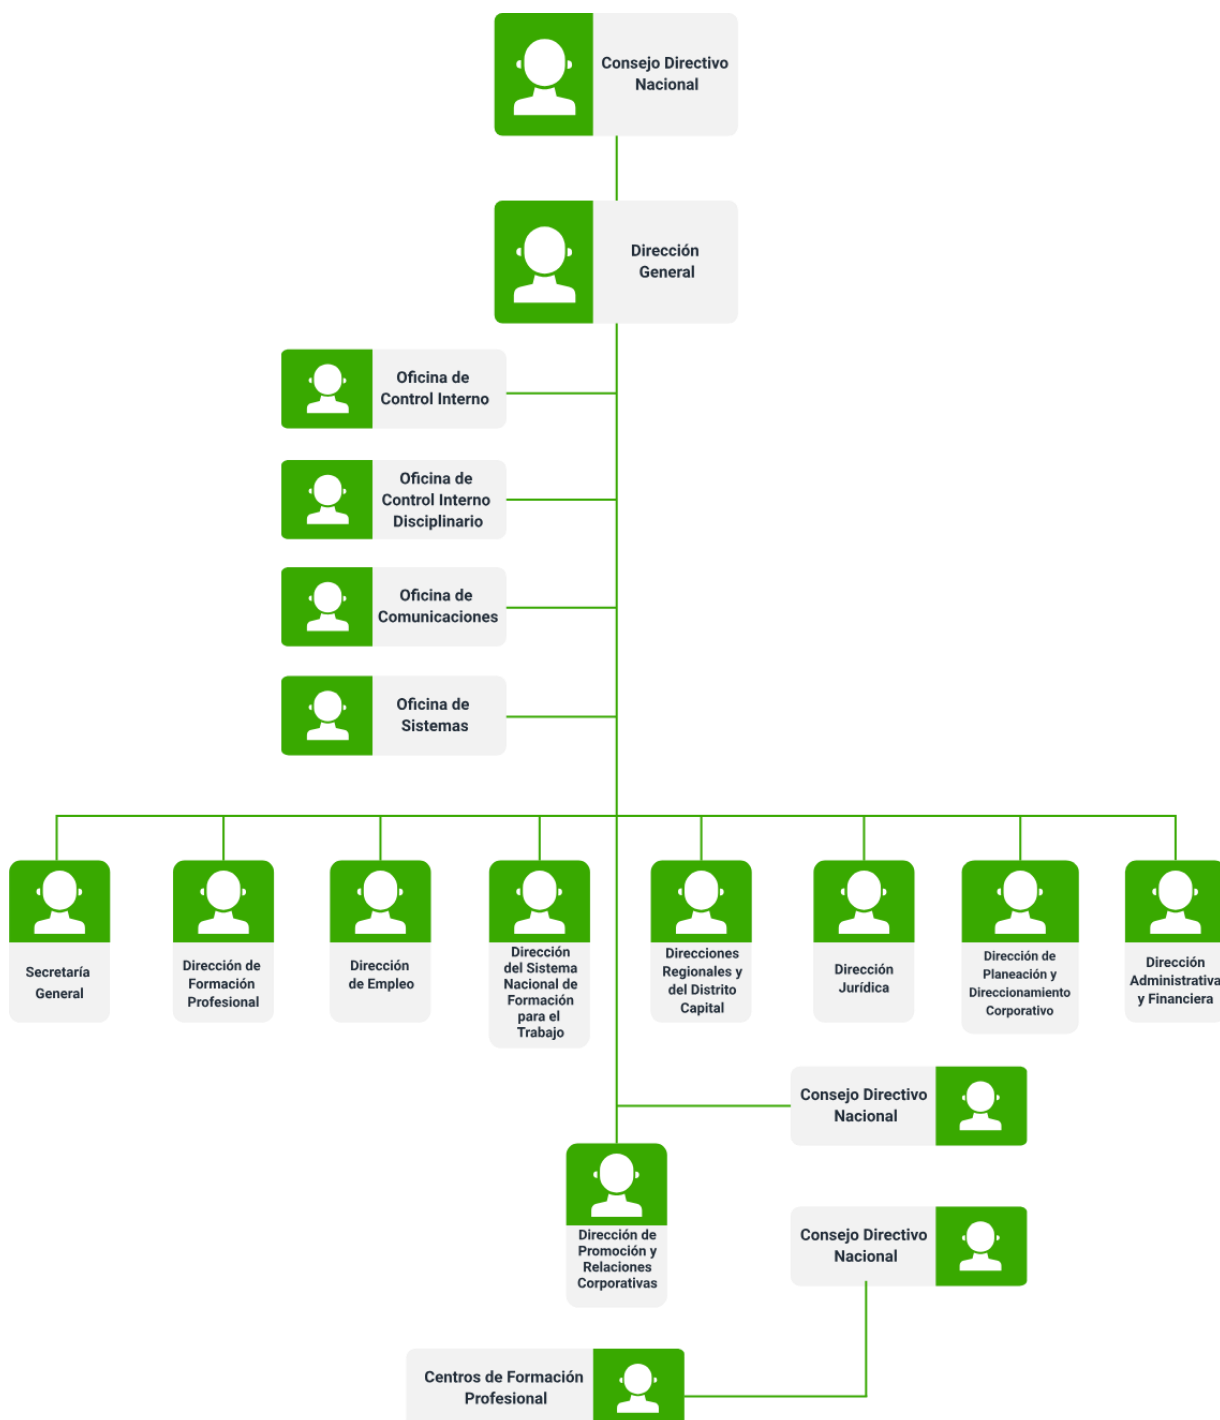 Consejo Directivo
Nacional
Dirección
General
Oficina de
Control Interno
Oficina de
Control Interno
Disciplinario
Oficina de
Comunicaciones
Oficina de
Sistemas
Secretaría
General
Dirección de
Formación
Profesional
Dirección
de Empleo
Dirección
del Sistema
Nacional de
Formación
para el
Trabajo
Direcciones
Regionales y
del Distrito
Capital
Dirección
Jurídica
Dirección de
Planeación y
Direccionamiento
Corporativo
Dirección
Administrativa
y Financiera
Consejo Directivo
Nacional
Dirección de
Promoción y
Relaciones
Corporativas
Consejo Directivo
Nacional
Centros de Formación
Profesional